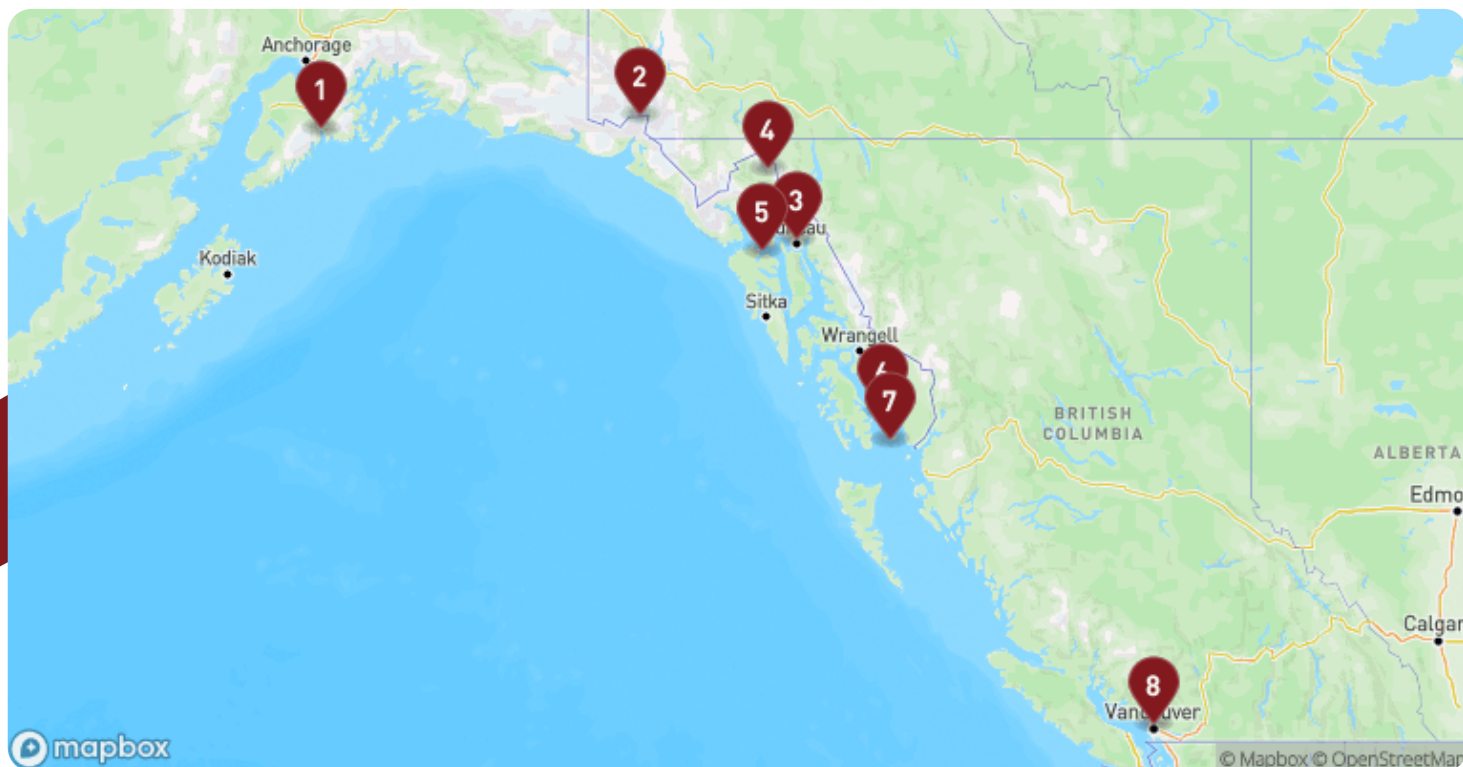 Anchorage
1
2
4
5
3
Kodiak
Sitka
Wrangell
7
BRITISH
COLUMBIA
ALBERTA
Edmo
Calgar
8
mapbox
© Mapbox © OpenStreetMap